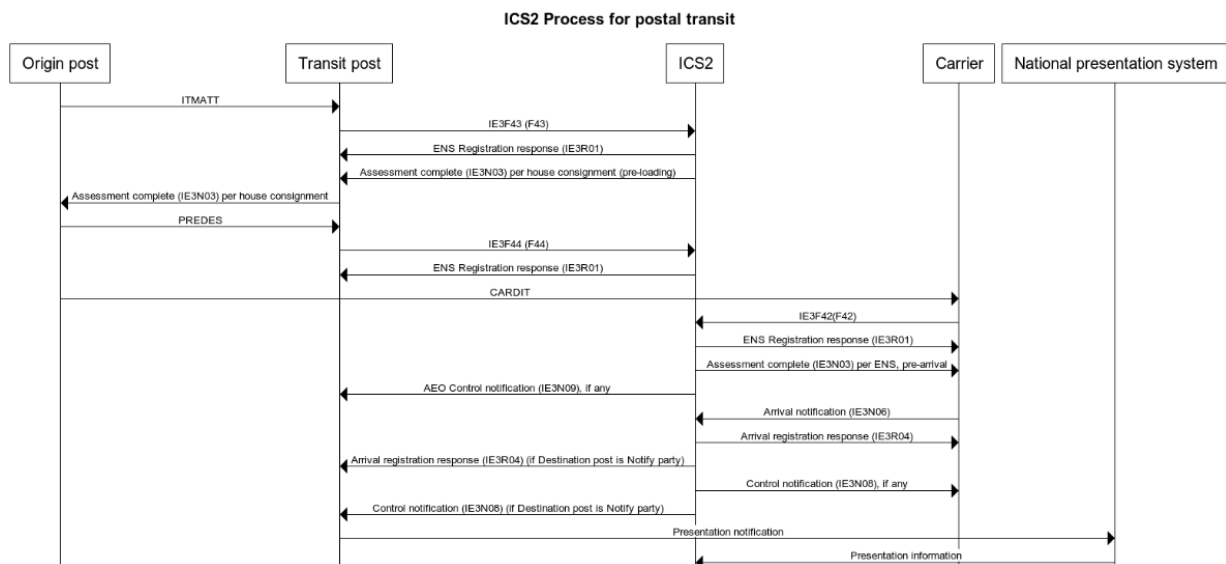 ICS2 Process for postal transit
Origin post
Transit post
ICS2
Carrier
National presentation system
ITMATT
IE3F43 (F43)
ENS Registration response (IE3R01)
Assessment complete (IE3N03) per house consignment (pre-loading)
Assessment complete (IE3N03) per house consignment
PREDES
IE3F44 (F44)
ENS Registration response (IE3R01)
CARDIT
IE3F42(F42)
ENS Registration response (IE3R01)
Assessment complete (IE3N03) per ENS, pre-arrival
AEO Control notification (IE3N09), if any
Arrival notification (IE3N06)
Arrival registration response (IE3R04)
Arrival registration response (IE3R04) (if Destination post is Notify party)
Control notification (IE3N08), if any
Control notification (IE3N08) (if Destination post is Notify party)
Presentation notification
Presentation information